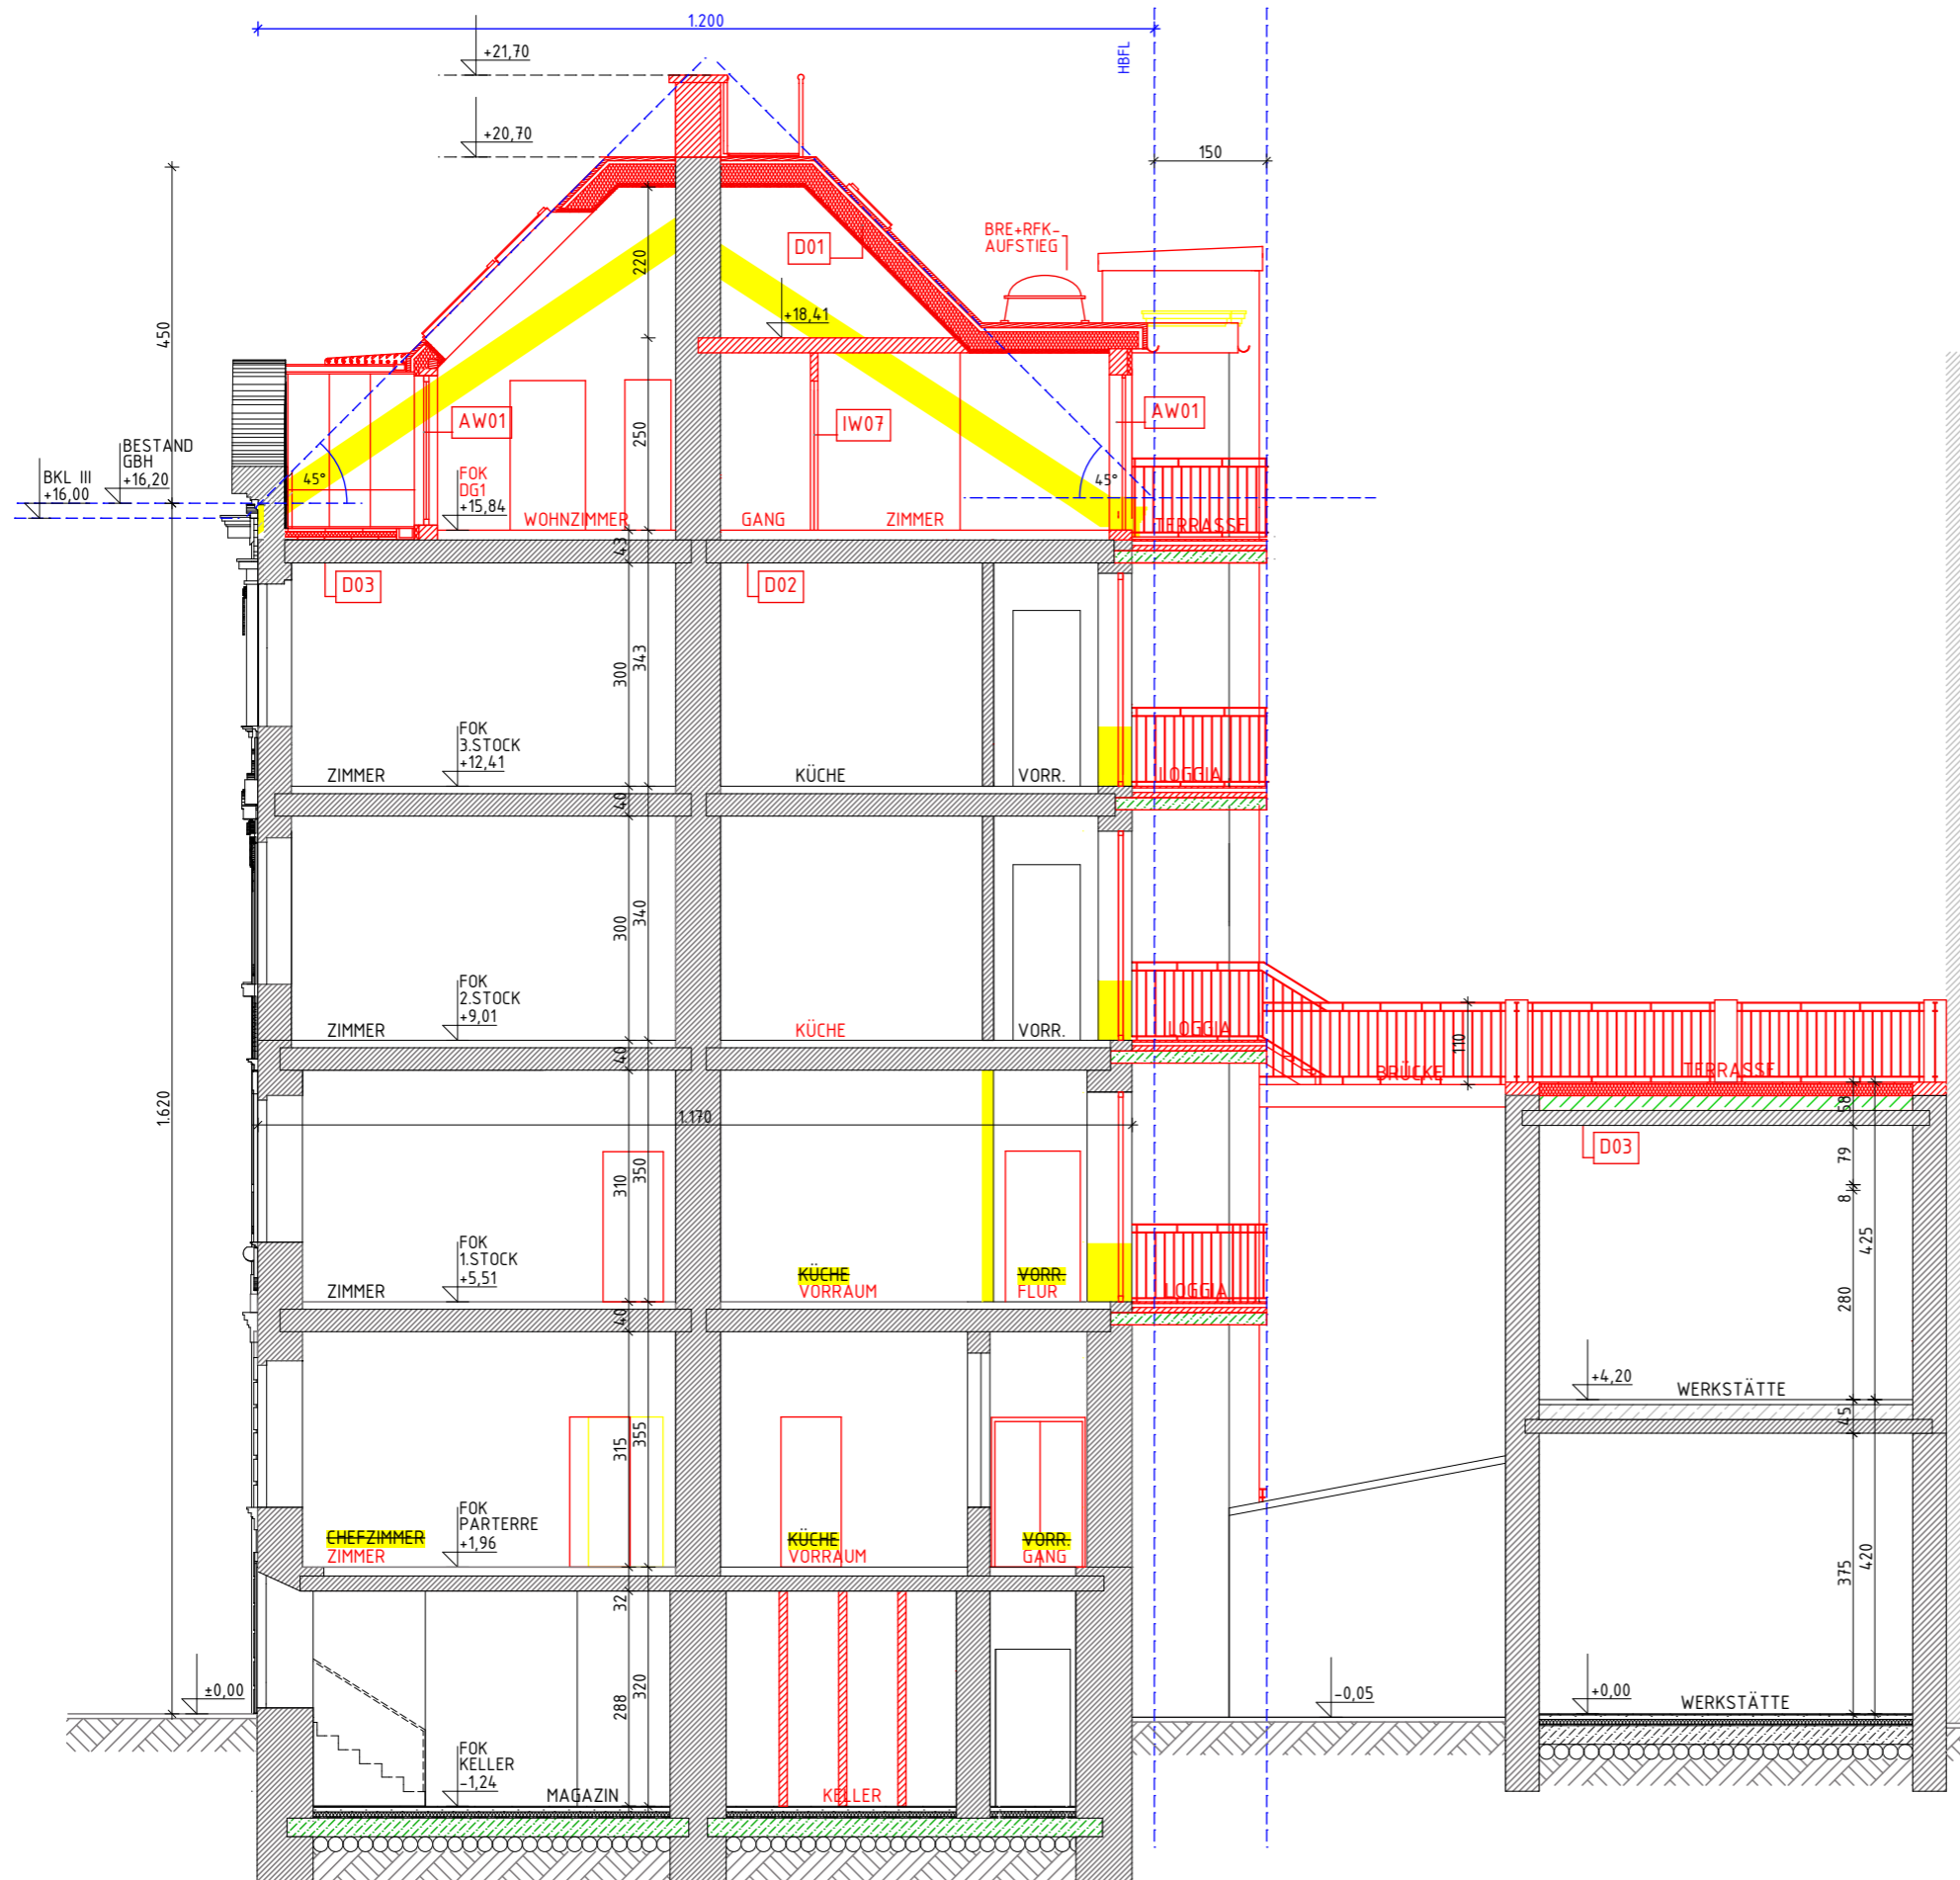 1.200
HBFL
+21,70
+20,70
150
BRE+RFK-
AUFSTIEG
D01
220
+18,41
450
AW01
IW07
AW01
250
BESTAND
GBH
+16,20
BKL III
+16,00
45°
45°
FOK
DG1
+15,84
WOHNZIMMER
GANG
ZIMMER
TERRASSE
43
D03
D02
300
343
FOK
3.STOCK
+12,41
ZIMMER
KÜCHE
VORR.
LOGGIA
40
300
340
FOK
2.STOCK
+9,01
ZIMMER
KÜCHE
VORR.
LOGGIA
40
110
BRÜCKE
TERRASSE
1.620
1.170
58
D03
79
8
310
350
425
FOK
1.STOCK
+5,51
ZIMMER
KÜCHE
VORRAUM
VORR.
FLUR
LOGGIA
280
40
+4,20
WERKSTÄTTE
45
315
355
FOK
PARTERRE
+1,96
CHEFZIMMER
ZIMMER
KÜCHE
VORRAUM
VORR.
GANG
375
420
32
±0,00
288
320
-0,05
+0,00
WERKSTÄTTE
FOK
KELLER
-1,24
MAGAZIN
KELLER